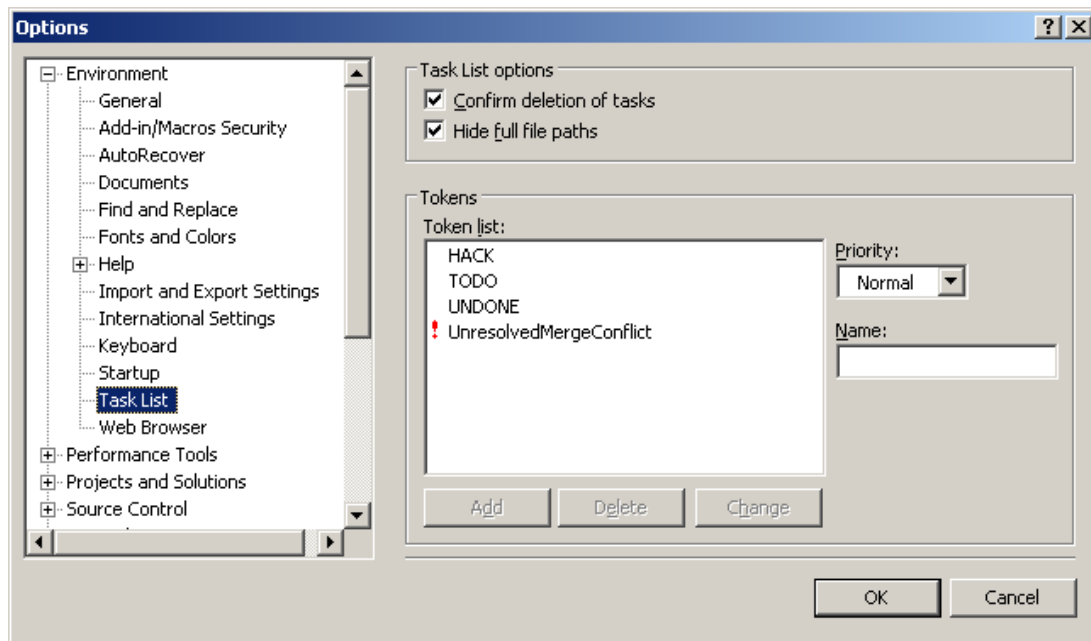 Options
Environment
General
Add-in/Macros Security
AutoRecover
Documents
Find and Replace
Fonts and Colors
Help
Import and Export Settings
International Settings
Keyboard
Startup
Task List
Web Browser
Performance Tools
Projects and Solutions
Source Control
Task List options
Confirm deletion of tasks
Hide full file paths
Tokens
Token list:
HACK
TODO
UNDONE
! UnresolvedMergeConflict
Priority:
Normal
Name:
Add
Delete
Change
OK
Cancel